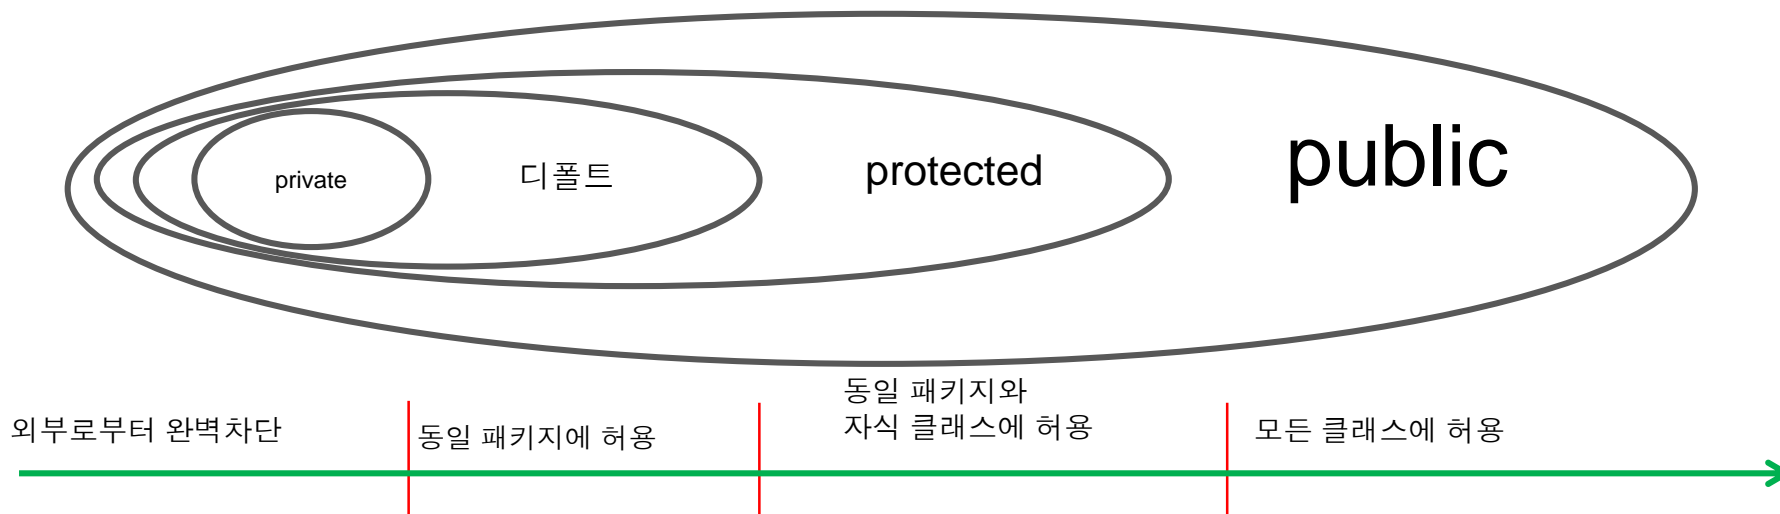 private
디폴트
protected
public
외부로부터 완벽차단
동일 패키지에 허용
동일 패키지와
자식 클래스에 허용
모든 클래스에 허용